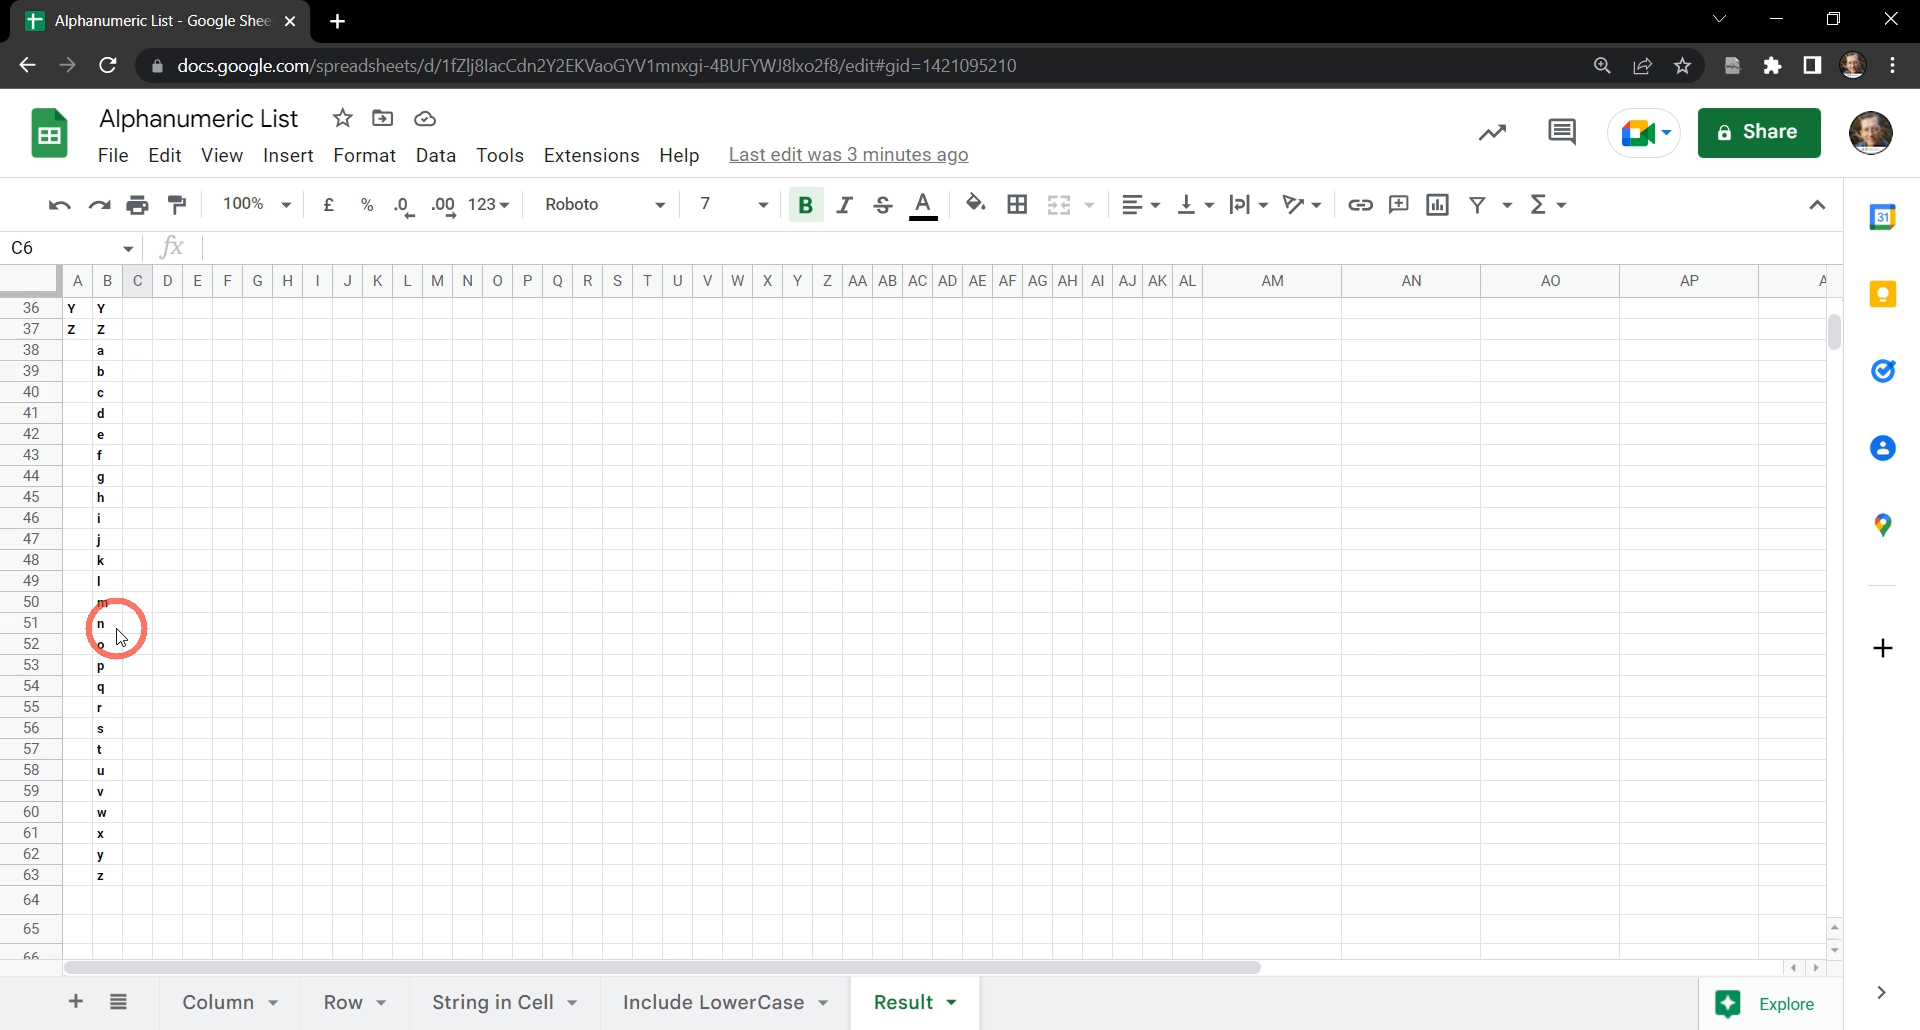 Alphanumeric List - Google Shee
docs.google.com/spreadsheets/d/1fZlj8lacCdn2Y2EKVaoGYV1mnxgi-4BUFYWJ8lxo2f8/edit#gid=1421095210
Alphanumeric List
File Edit View Insert Format Data Tools Extensions Help Last edit was 3 minutes ago
Share
100% £ % .0 .00 123 Roboto 7 B I S A
31
C6 fx
A B C D E F G H I J K L M N O P Q R S T U V W X Y Z AA AB AC AD AE AF AG AH AI AJ AK AL AM AN AO AP A
36 Y Y
37 Z Z
38 a
39 b
40 c
41 d
42 e
43 f
44 g
45 h
46 i
47 j
48 k
49 l
50 m
51 n
52 o
53 p
54 q
55 r
56 s
57 t
58 u
59 v
60 w
61 x
62 y
63 z
64
65
66
Column Row String in Cell Include LowerCase Result Explore